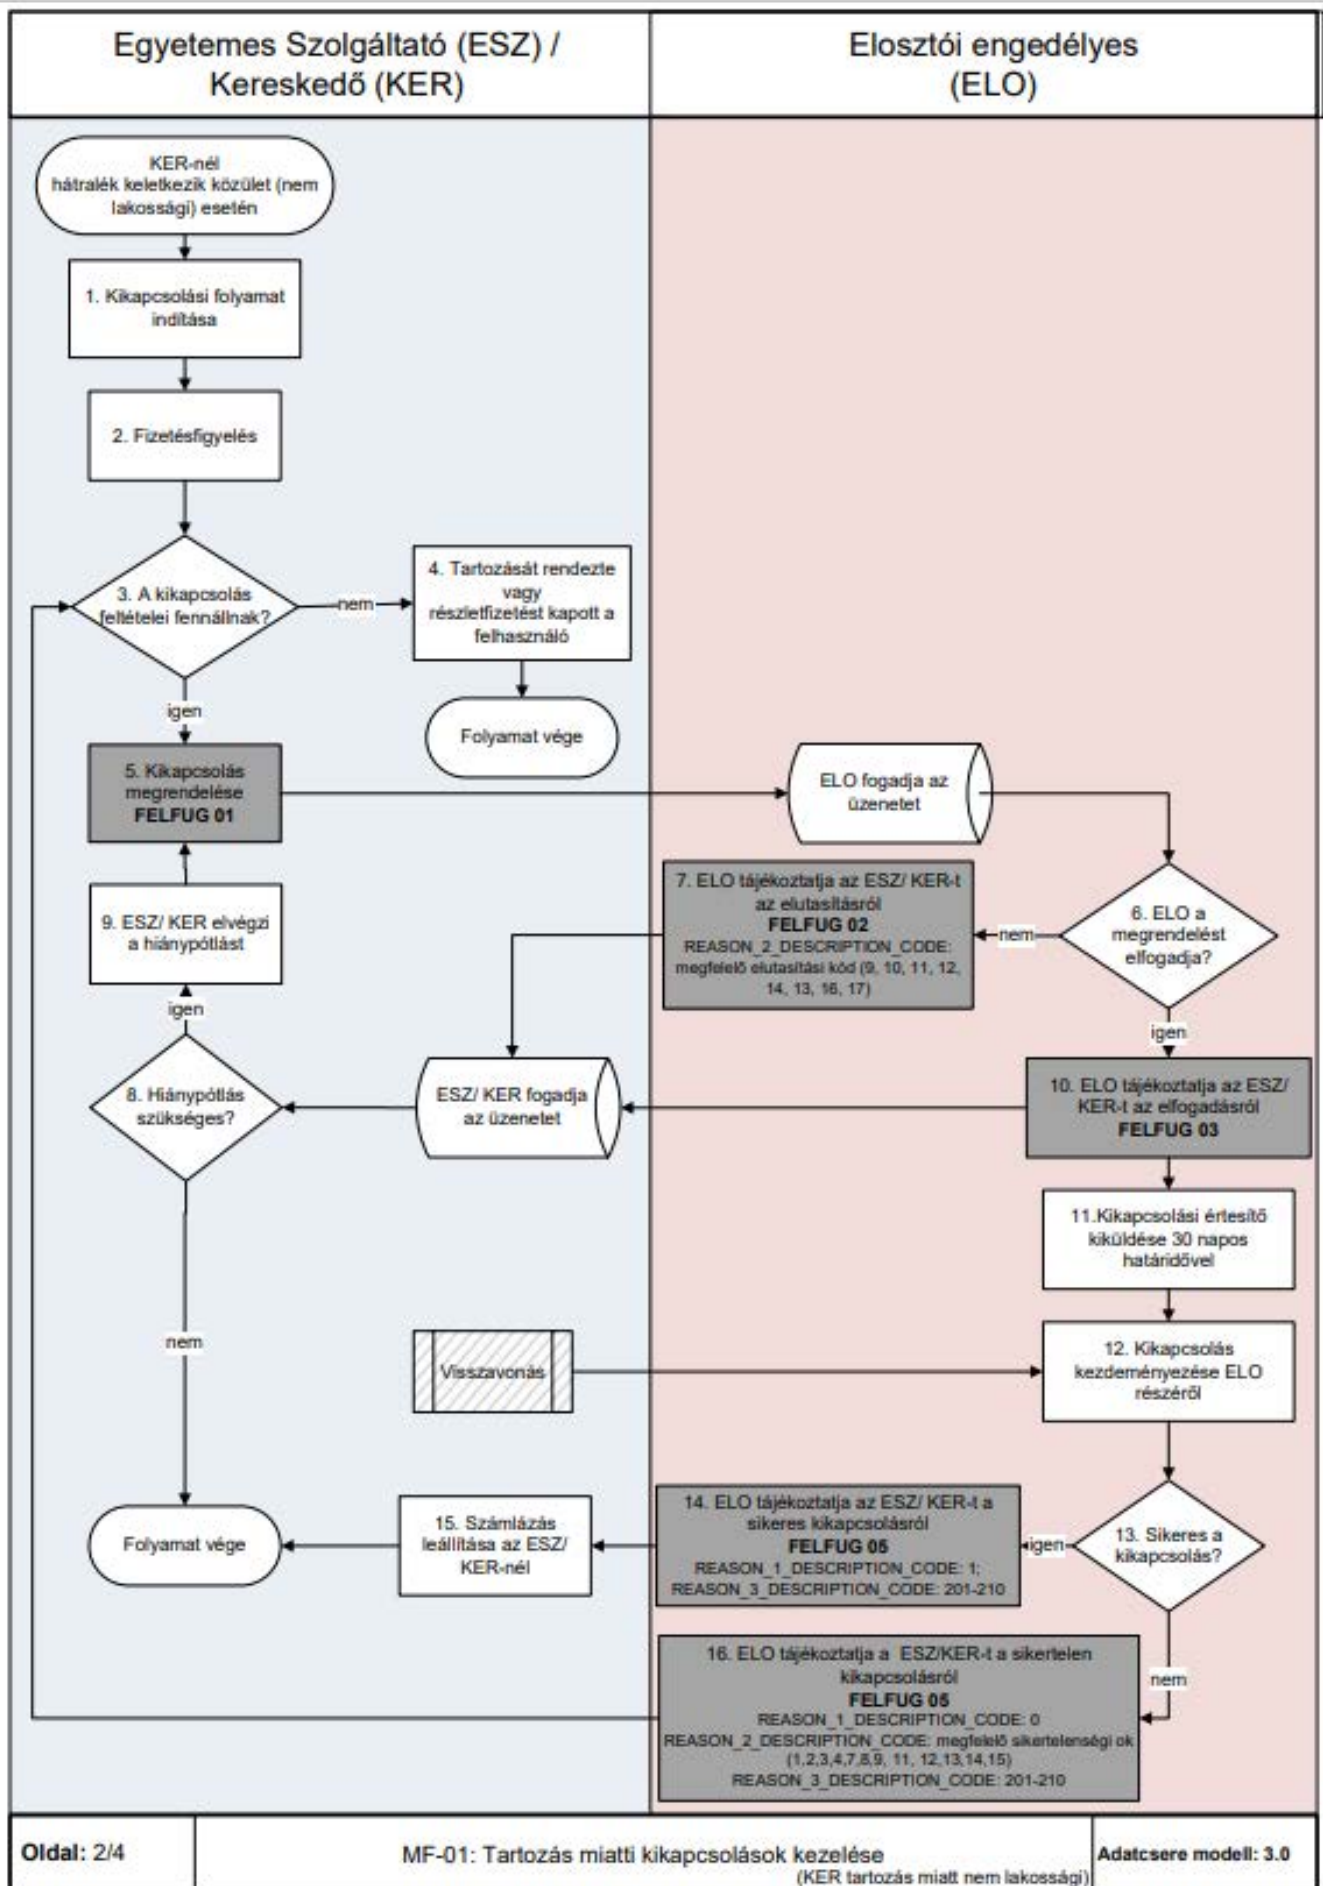 Egyetemes Szolgáltató (ESZ) /
Kereskedő (KER)
Elosztói engedélyes
(ELO)
KER-nél
hátralék keletkezik közület (nem
lakossági) esetén
1. Kikapcsolási folyamat
indítása
2. Fizetésfigyelés
3. A kikapcsolás
feltételei fennállnak?
nem
4. Tartozását rendezte
vagy
részletfizetést kapott a
felhasználó
igen
Folyamat vége
5. Kikapcsolás
megrendelése
FELFUG 01
ELO fogadja az
üzenetet
7. ELO tájékoztatja az ESZ/ KER-t
az elutasításról
FELFUG 02
REASON_2_DESCRIPTION_CODE:
megfelelő elutasítási kód (9, 10, 11, 12,
14, 13, 16, 17)
nem
6. ELO a
megrendelést
elfogadja?
9. ESZ/ KER elvégzi
a hiánypótlást
igen
igen
8. Hiánypótlás
szükséges?
ESZ/ KER fogadja
az üzenetet
10. ELO tájékoztatja az ESZ/
KER-t az elfogadásról
FELFUG 03
11.Kikapcsolási értesítő
kiküldése 30 napos
határidővel
nem
Visszavonás
12. Kikapcsolás
kezdeményezése ELO
részéről
Folyamat vége
15. Számlázás
leállítása az ESZ/
KER-nél
14. ELO tájékoztatja az ESZ/ KER-t a
sikeres kikapcsolásról
FELFUG 05
REASON_1_DESCRIPTION_CODE: 1;
REASON_3_DESCRIPTION_CODE: 201-210
igen
13. Sikeres a
kikapcsolás?
16. ELO tájékoztatja a ESZ/KER-t a sikertelen
kikapcsolásról
FELFUG 05
REASON_1_DESCRIPTION_CODE: 0
REASON_2_DESCRIPTION_CODE: megfelelő sikertelenségi ok
(1,2,3,4,7,8,9, 11, 12,13,14,15)
REASON_3_DESCRIPTION_CODE: 201-210
nem
Oldal: 2/4
MF-01: Tartozás miatti kikapcsolások kezelése
(KER tartozás miatt nem lakossági)
Adatcsere modell: 3.0